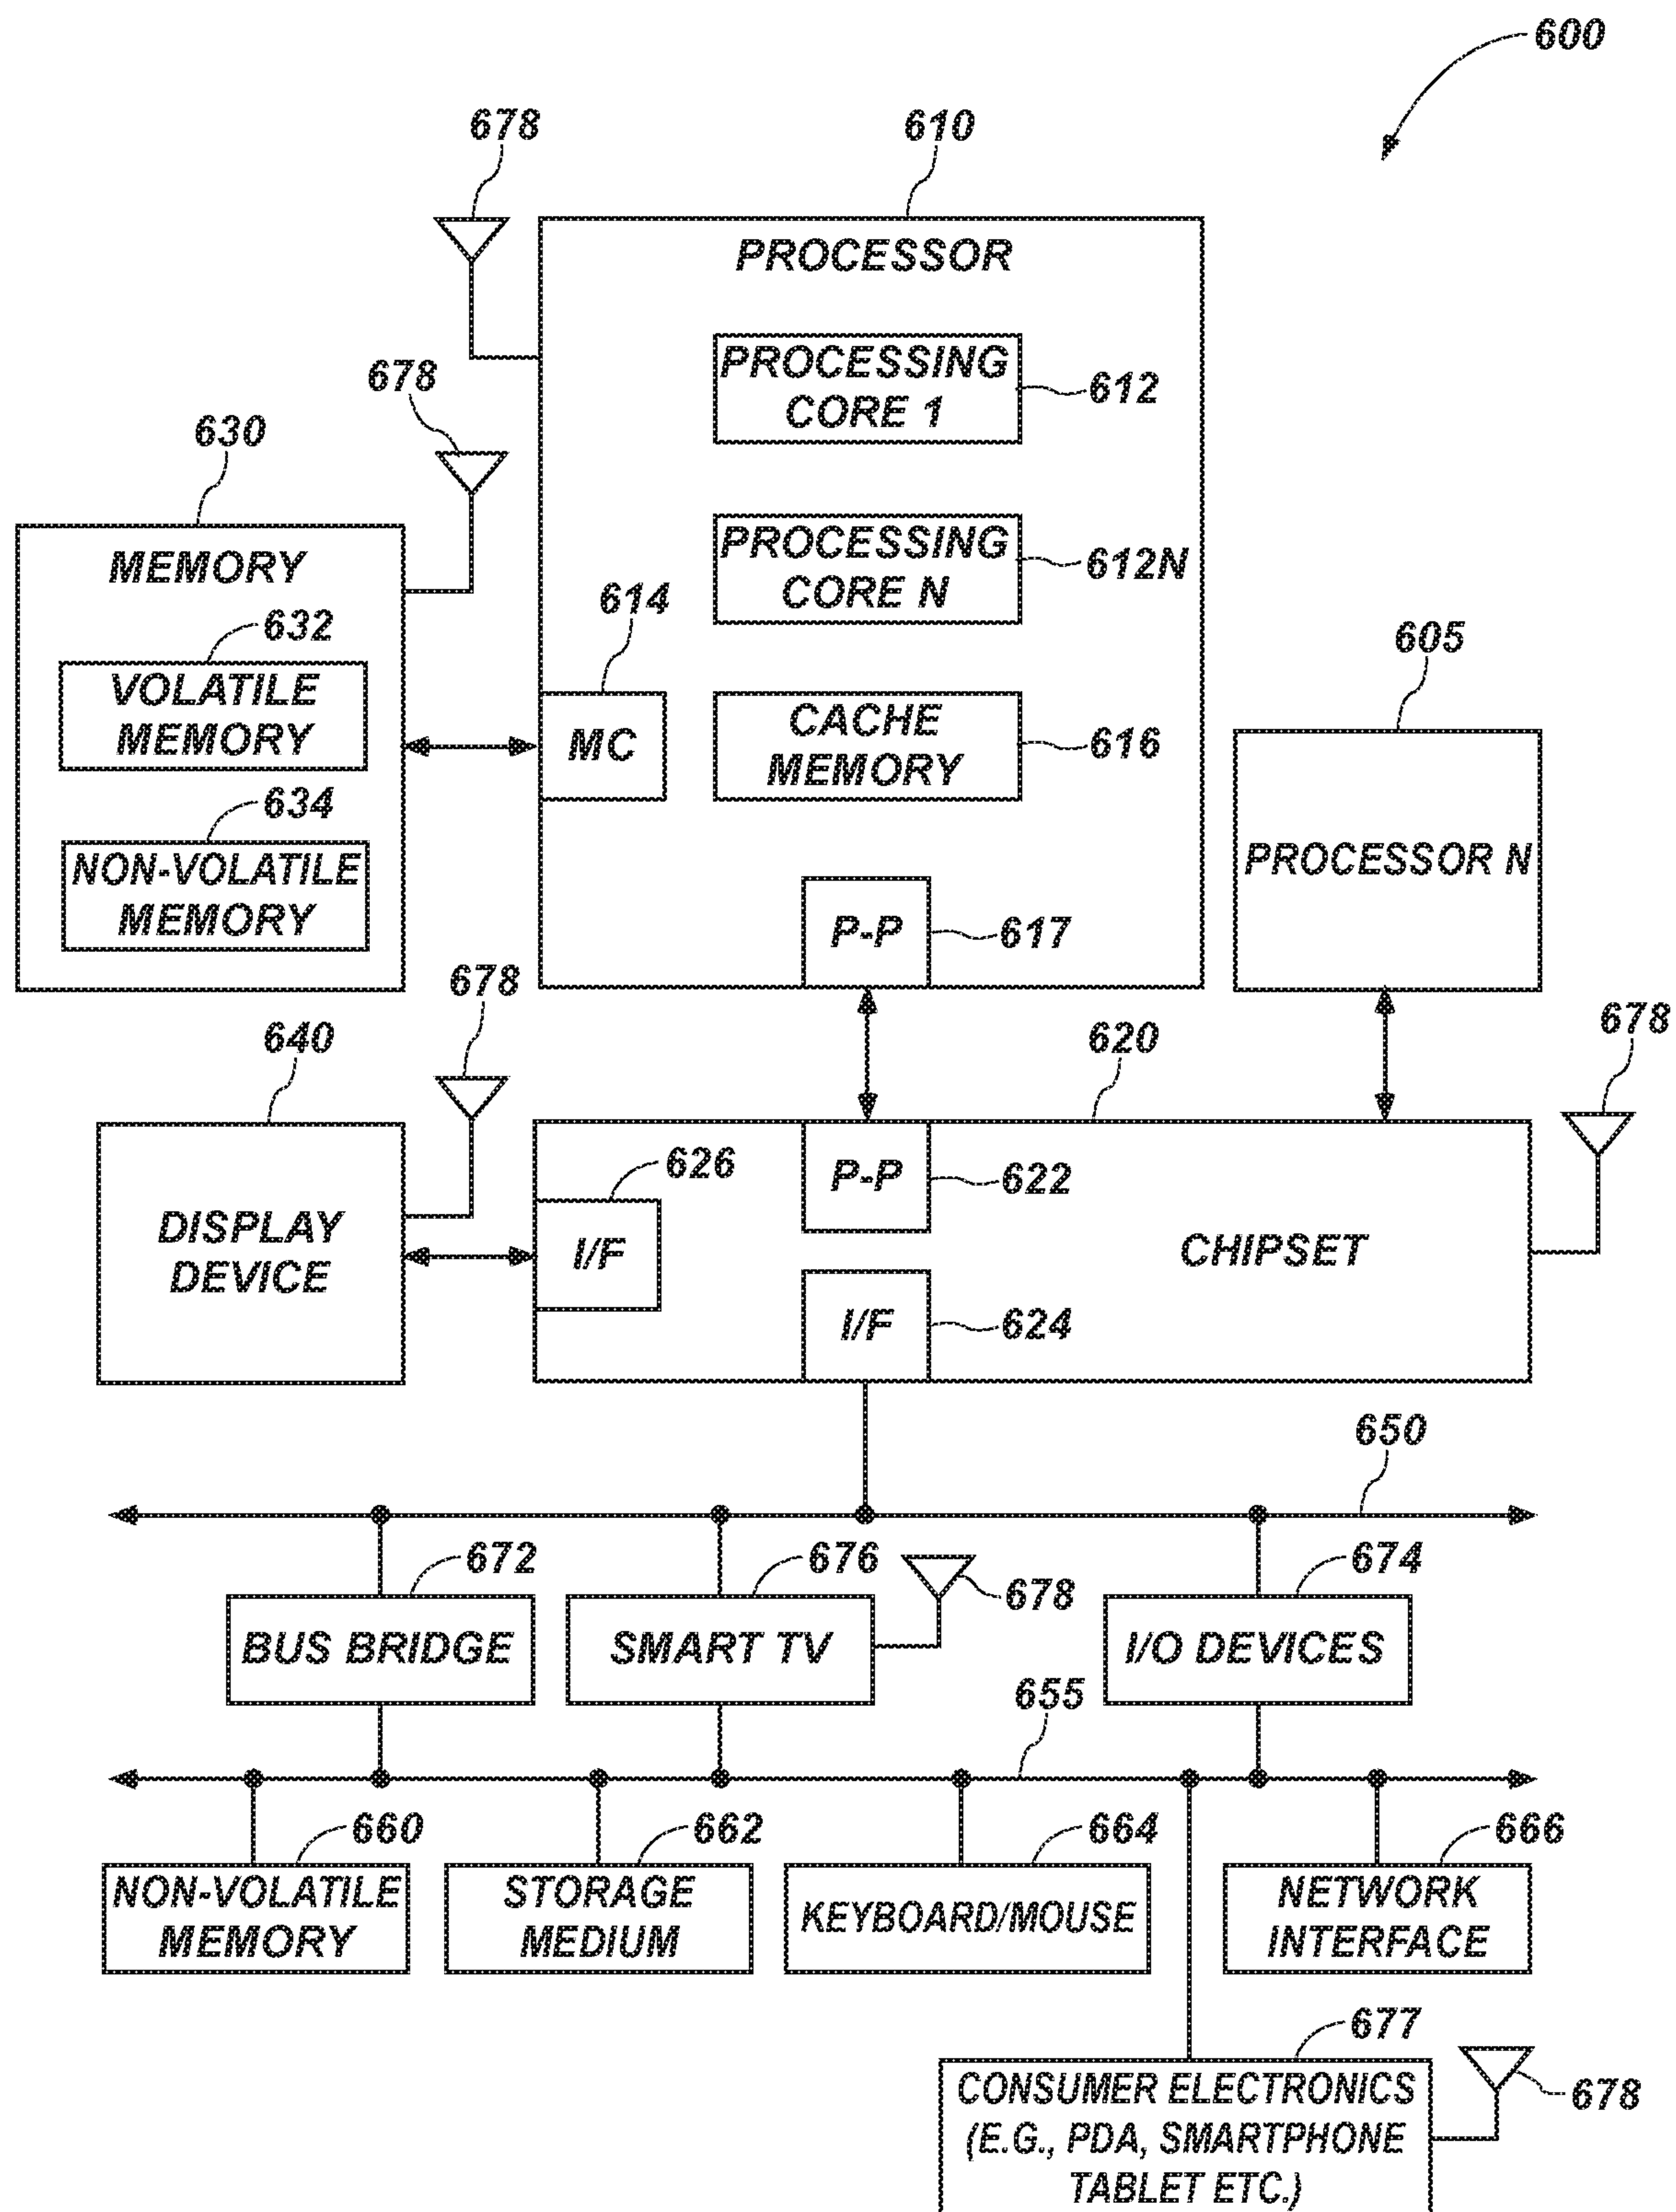 600
678
610
PROCESSOR
PROCESSING
CORE 1
612
678
630
MEMORY
PROCESSING
CORE N
612N
614
632
VOLATILE
MEMORY
MC
CACHE
MEMORY
616
605
PROCESSOR N
634
NON-VOLATILE
MEMORY
P-P
617
678
640
620
678
DISPLAY
DEVICE
626
I/F
P-P
622
CHIPSET
I/F
624
650
672
676
678
674
BUS BRIDGE
SMART TV
I/O DEVICES
655
660
662
664
666
NON-VOLATILE
MEMORY
STORAGE
MEDIUM
KEYBOARD/MOUSE
NETWORK
INTERFACE
677
CONSUMER ELECTRONICS
(E.G., PDA, SMARTPHONE
TABLET ETC.)
678